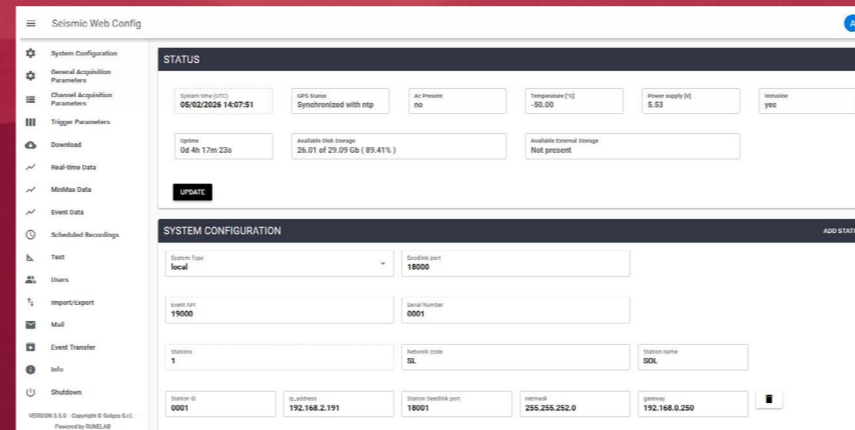 Seismic Web Config
A
System Configuration
General Acquisition
Parameters
Channel Acquisition
Parameters
Trigger Parameters
Download
Real-time Data
MinMax Data
Event Data
Scheduled Recordings
Test
Users
Import/Export
Mail
Event Transfer
Info
Shutdown
VERSION 3.5.0 - Copyright © Solgeo S.r.l. -
Powered by RUNELAB
STATUS
System time (UTC)
05/02/2026 14:07:51
GPS Status
Synchronized with ntp
Ac Present
no
Temperature [°C]
-50.00
Power supply [V]
5.53
Intrusion
yes
Uptime
0d 4h 17m 23s
Available Disk Storage
26.01 of 29.09 Gb ( 89.41% )
Available External Storage
Not present
UPDATE
SYSTEM CONFIGURATION
ADD STATI
System Type
local
Seedlink port
18000
Event API
19000
Serial Number
0001
Stations
1
Network code
SL
Station name
SOL
Station ID
0001
ip_address
192.168.2.191
Station Seedlink port
18001
netmask
255.255.252.0
gateway
192.168.0.250